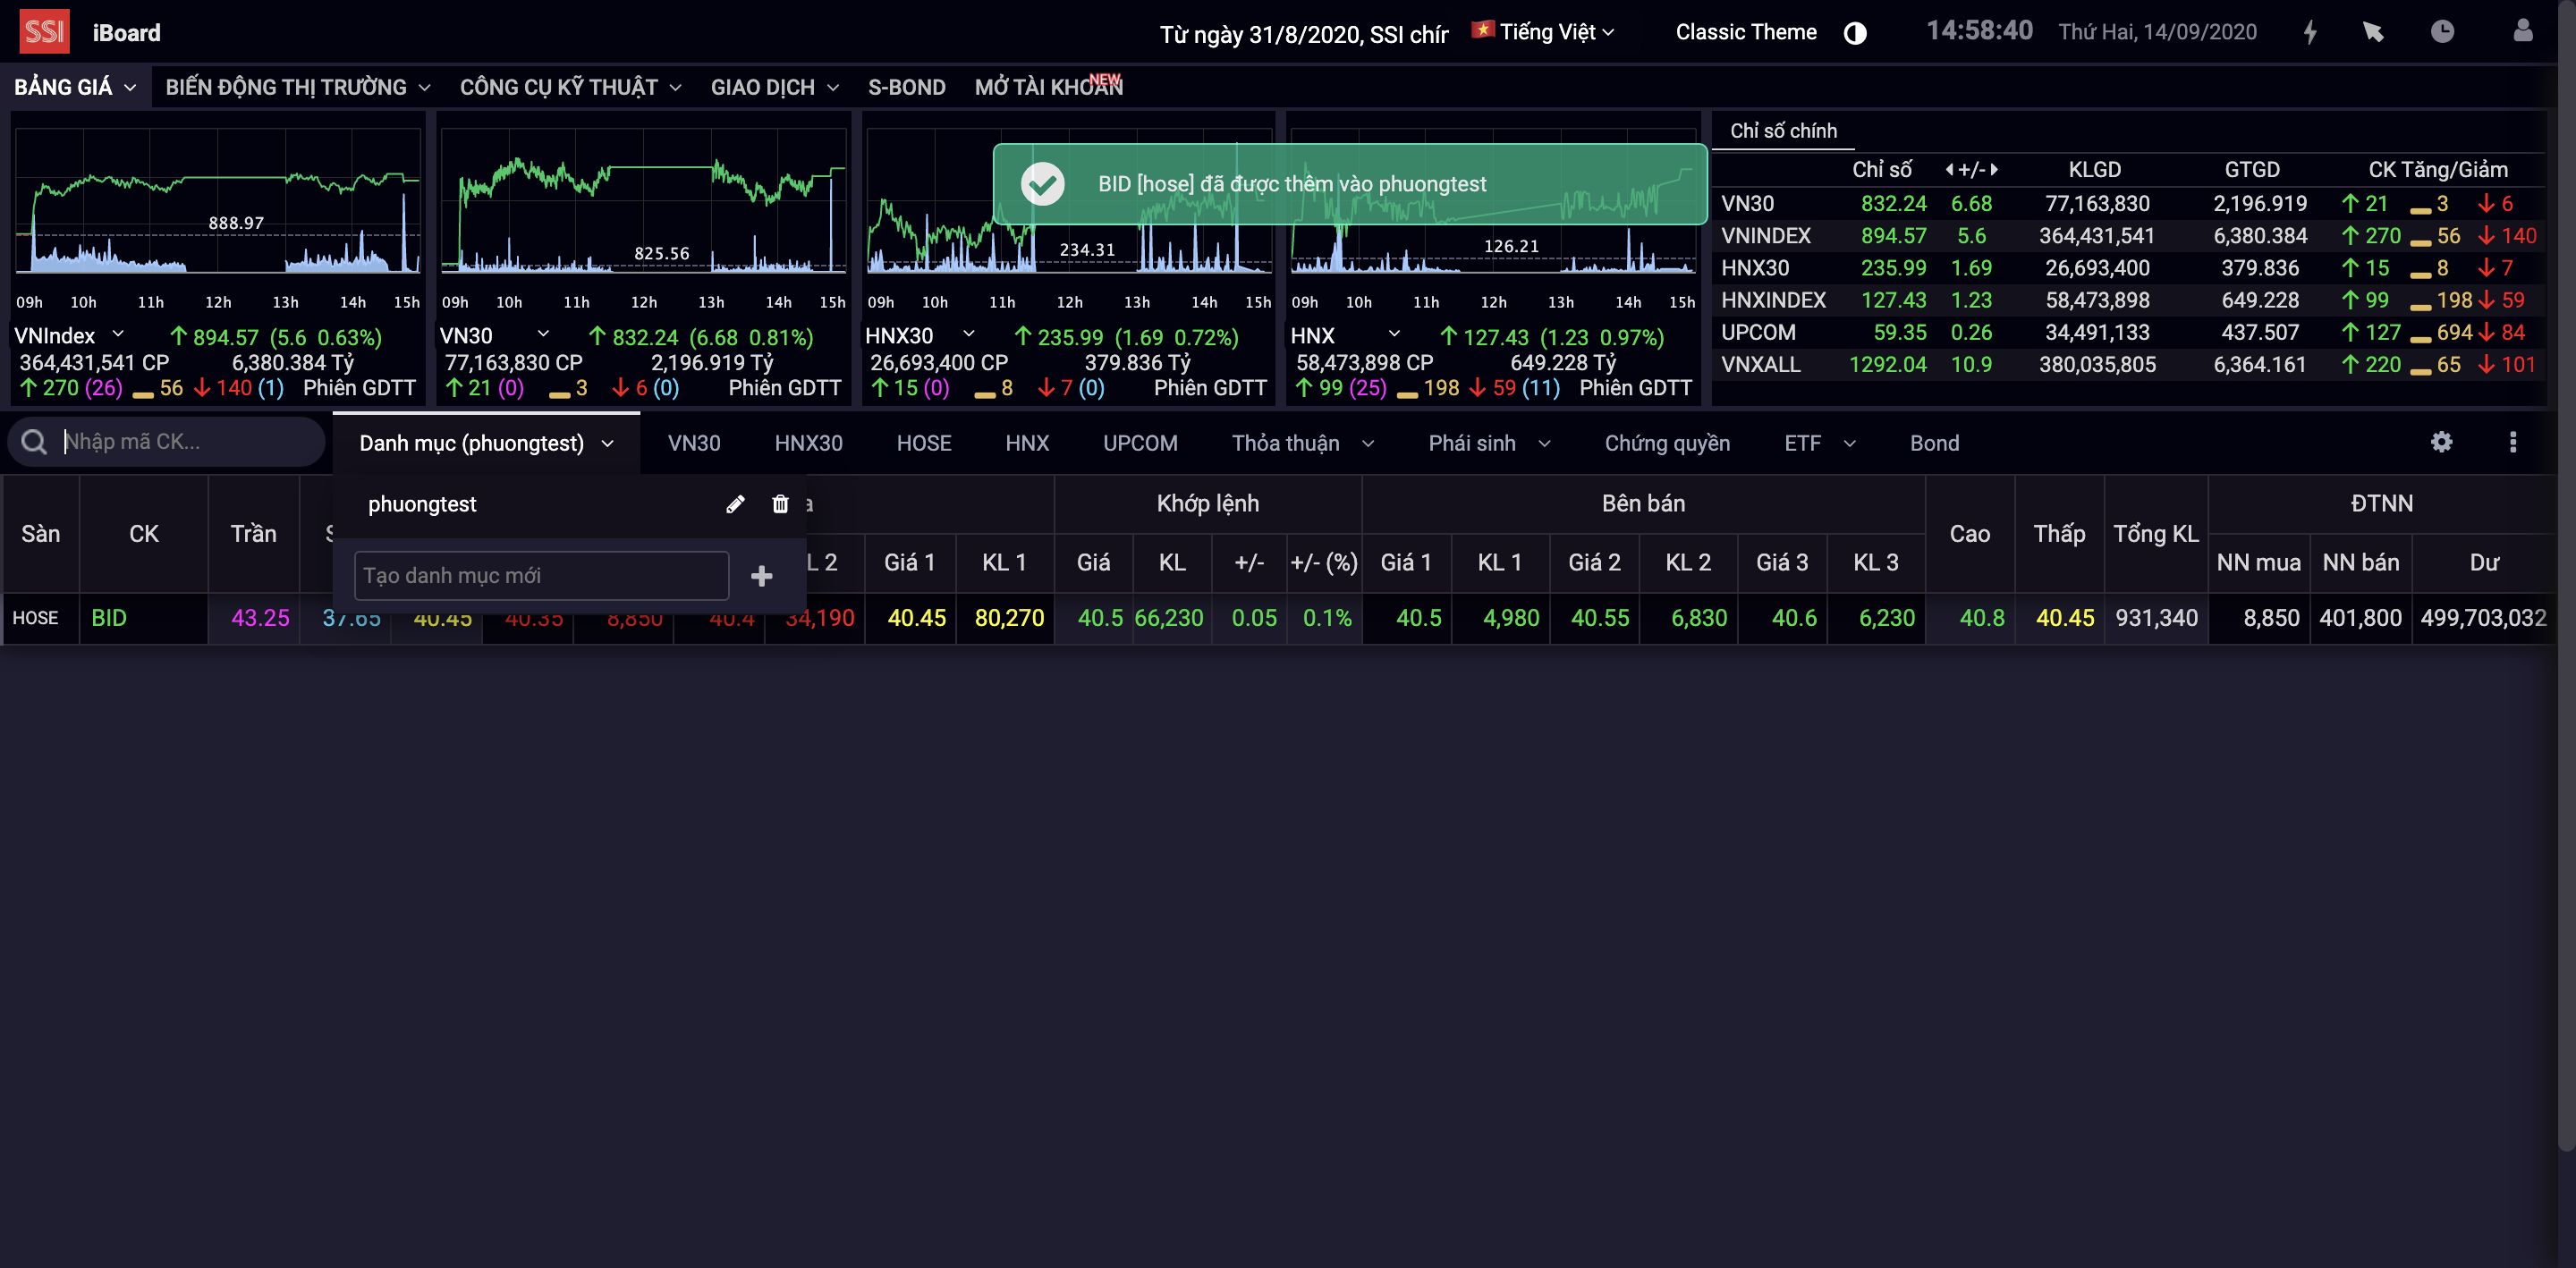 SSI iBoard Từ ngày 31/8/2020, SSI chír Tiếng Việt Classic Theme 14:58:40 Thứ Hai, 14/09/2020
BẢNG GIÁ BIẾN ĐỘNG THỊ TRƯỜNG CÔNG CỤ KỸ THUẬT GIAO DỊCH S-BOND MỞ TÀI KHOẢN NEW
888.97
09h 10h 11h 12h 13h 14h 15h
VNIndex 894.57 (5.6 0.63%)
364,431,541 CP 6,380.384 Tỷ
270 (26) 56 140 (1) Phiên GDTT
825.56
09h 10h 11h 12h 13h 14h 15h
VN30 832.24 (6.68 0.81%)
77,163,830 CP 2,196.919 Tỷ
21 (0) 3 6 (0) Phiên GDTT
234.31
09h 10h 11h 12h 13h 14h 15h
HNX30 235.99 (1.69 0.72%)
26,693,400 CP 379.836 Tỷ
15 (0) 8 7 (0) Phiên GDTT
126.21
09h 10h 11h 12h 13h 14h 15h
HNX 127.43 (1.23 0.97%)
58,473,898 CP 649.228 Tỷ
99 (25) 198 59 (11) Phiên GDTT
BID [hose] đã được thêm vào phuongtest
Chỉ số chính
Chỉ số +/- KLGD GTGD CK Tăng/Giảm
VN30 832.24 6.68 77,163,830 2,196.919 21 3 6
VNINDEX 894.57 5.6 364,431,541 6,380.384 270 56 140
HNX30 235.99 1.69 26,693,400 379.836 15 8 7
HNXINDEX 127.43 1.23 58,473,898 649.228 99 198 59
UPCOM 59.35 0.26 34,491,133 437.507 127 694 84
VNXALL 1292.04 10.9 380,035,805 6,364.161 220 65 101
Nhập mã CK... Danh mục (phuongtest) VN30 HNX30 HOSE HNX UPCOM Thỏa thuận Phái sinh Chứng quyền ETF Bond
phuongtest
Tạo danh mục mới
Sàn CK Trần S a Khớp lệnh Bên bán Cao Thấp Tổng KL ĐTNN
L 2 Giá 1 KL 1 Giá KL +/- +/- (%) Giá 1 KL 1 Giá 2 KL 2 Giá 3 KL 3 NN mua NN bán Dư
HOSE BID 43.25 37.65 40.45 40.35 8,850 40.4 34,190 40.45 80,270 40.5 66,230 0.05 0.1% 40.5 4,980 40.55 6,830 40.6 6,230 40.8 40.45 931,340 8,850 401,800 499,703,032